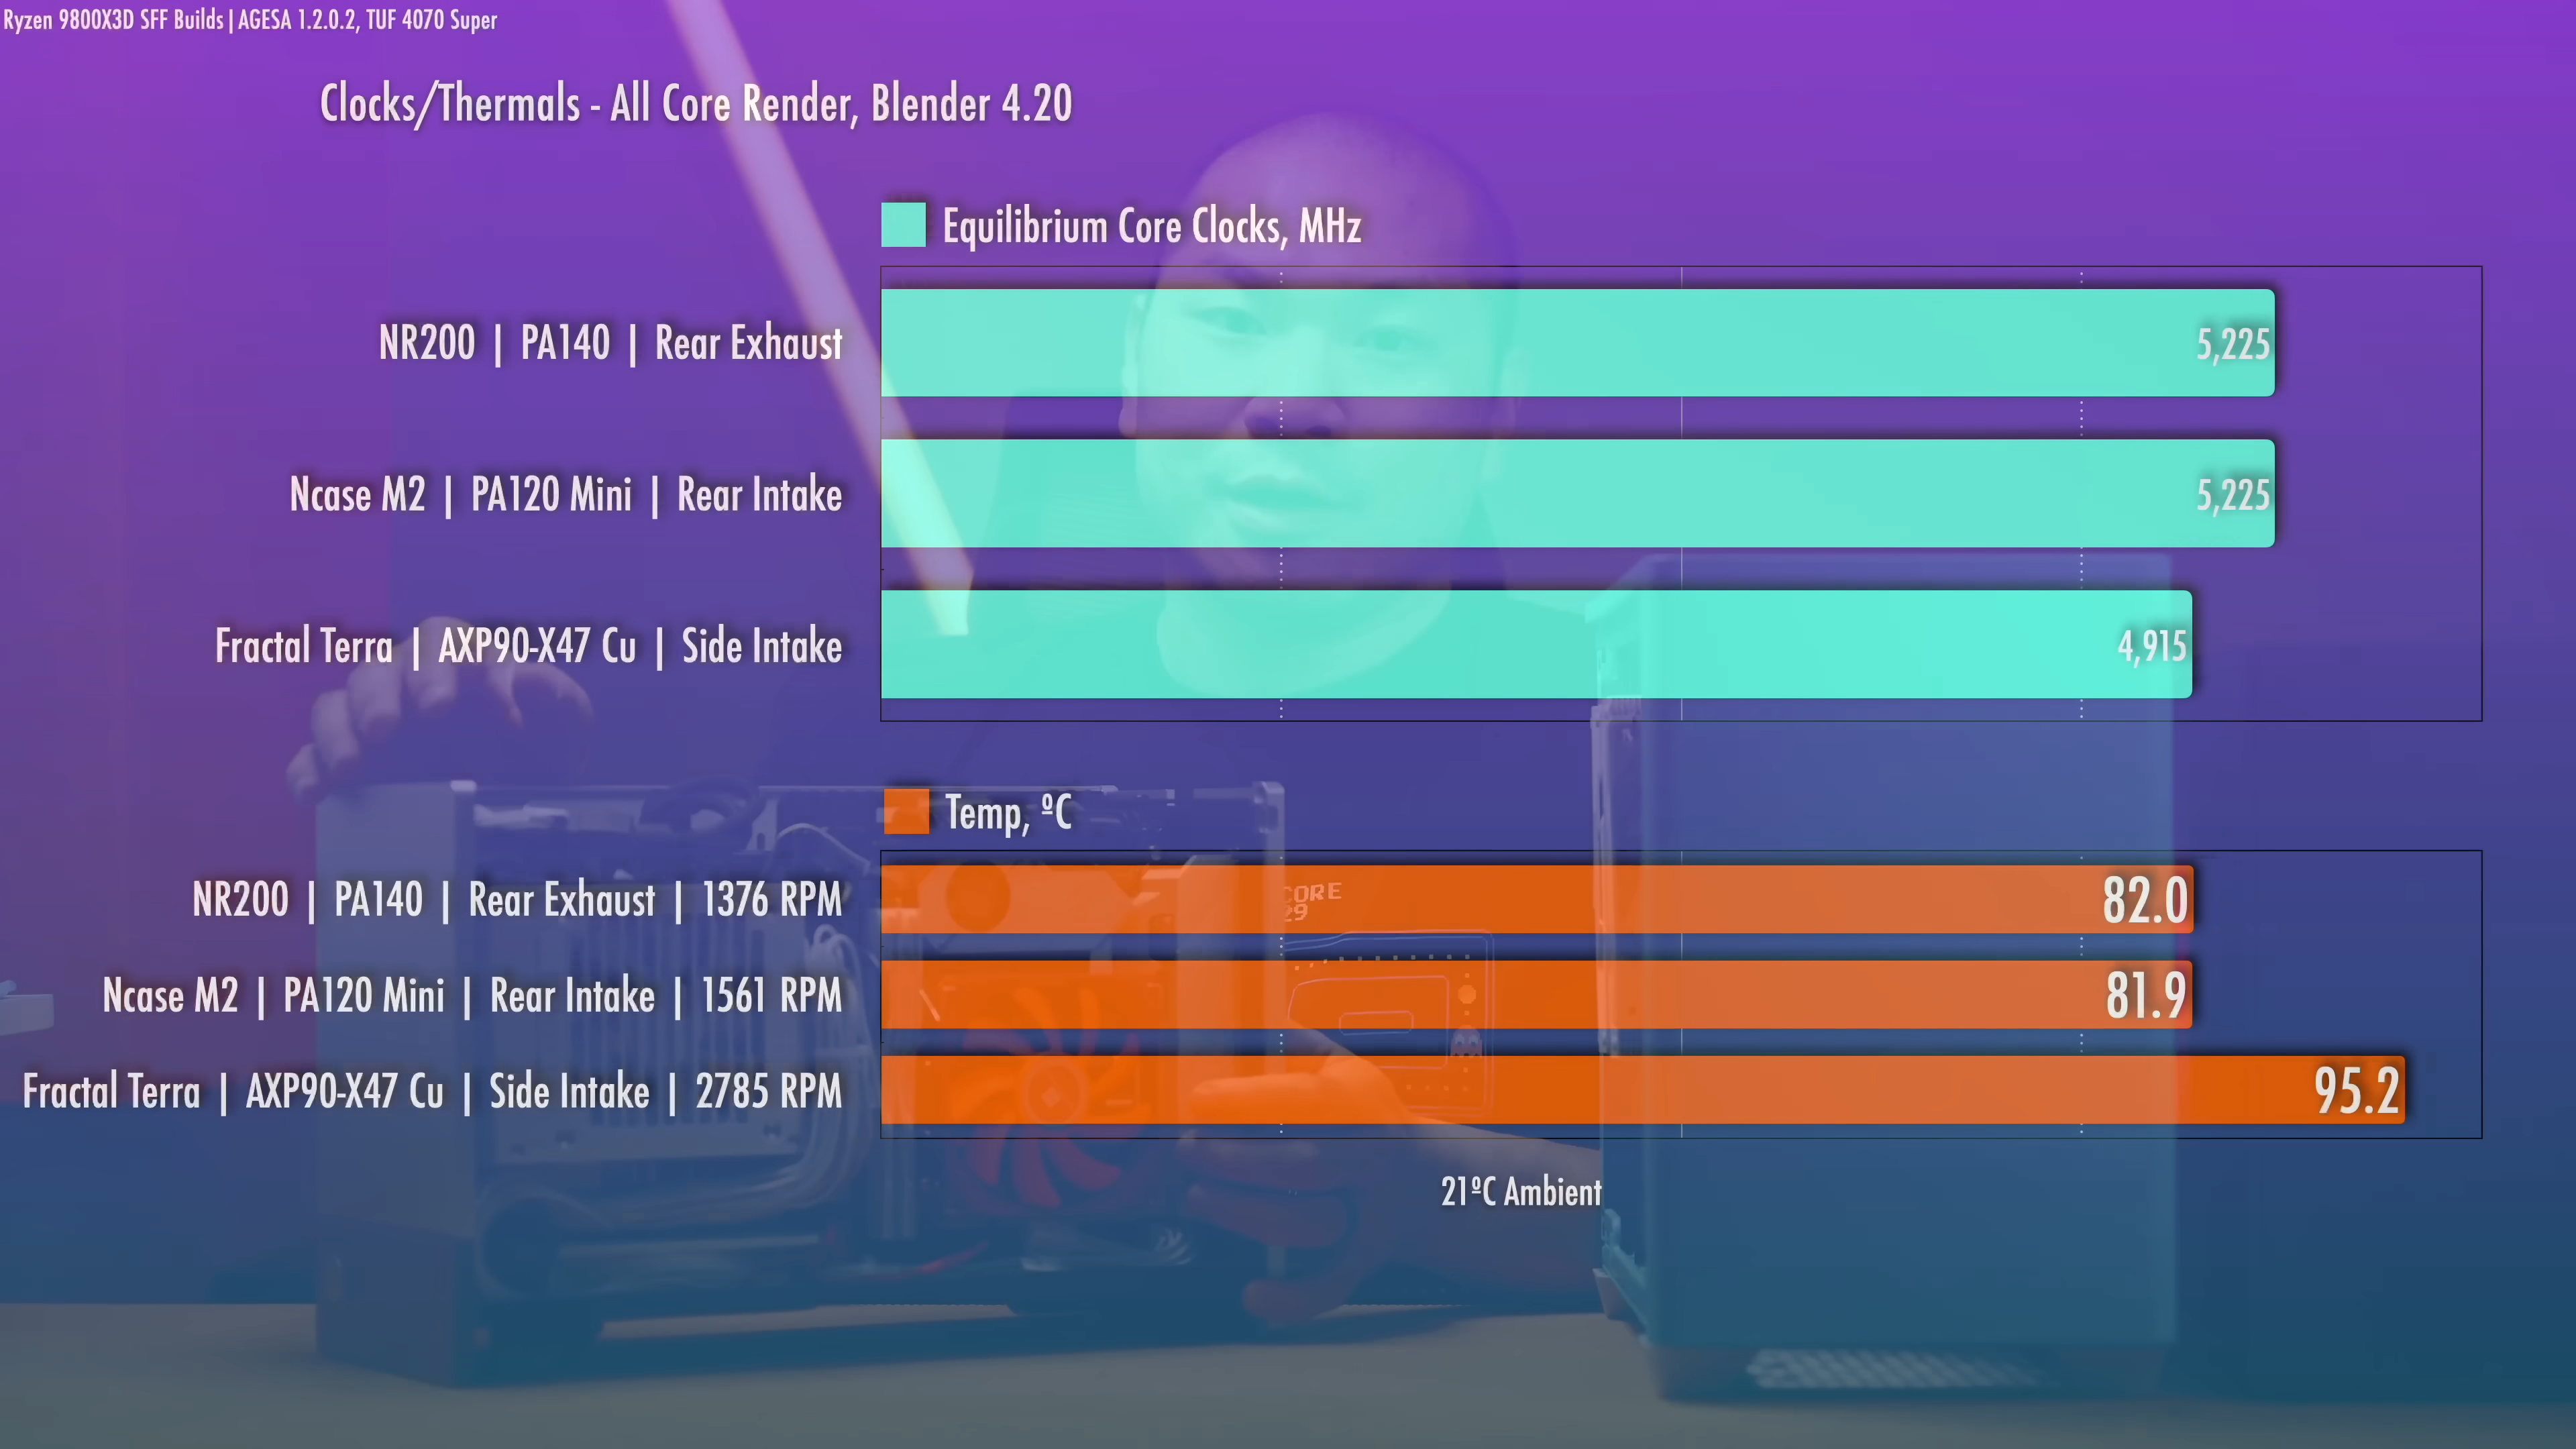 Ryzen 9800X3D SFF Builds | AGESA 1.2.0.2, TUF 4070 Super
Clocks/Thermals - All Core Render, Blender 4.20
Equilibrium Core Clocks, MHz
NR200 | PA140 | Rear Exhaust 5,225
Ncase M2 | PA120 Mini | Rear Intake 5,225
Fractal Terra | AXP90-X47 Cu | Side Intake 4,915
Temp, ºC
NR200 | PA140 | Rear Exhaust | 1376 RPM 82.0
CORE
29
Ncase M2 | PA120 Mini | Rear Intake | 1561 RPM 81.9
Fractal Terra | AXP90-X47 Cu | Side Intake | 2785 RPM 95.2
21ºC Ambient